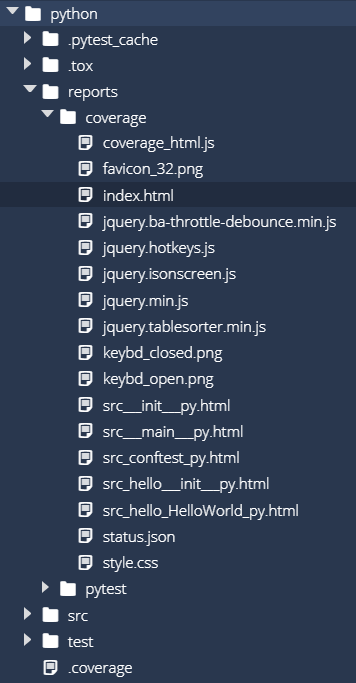 python
.pytest_cache
.tox
reports
coverage
coverage_html.js
favicon_32.png
index.html
jquery.ba-throttle-debounce.min.js
jquery.hotkeys.js
jquery.isonscreen.js
jquery.min.js
jquery.tablesorter.min.js
keybd_closed.png
keybd_open.png
src___init___py.html
src___main___py.html
src_conftest_py.html
src_hello___init___py.html
src_hello_HelloWorld_py.html
status.json
style.css
pytest
src
test
.coverage